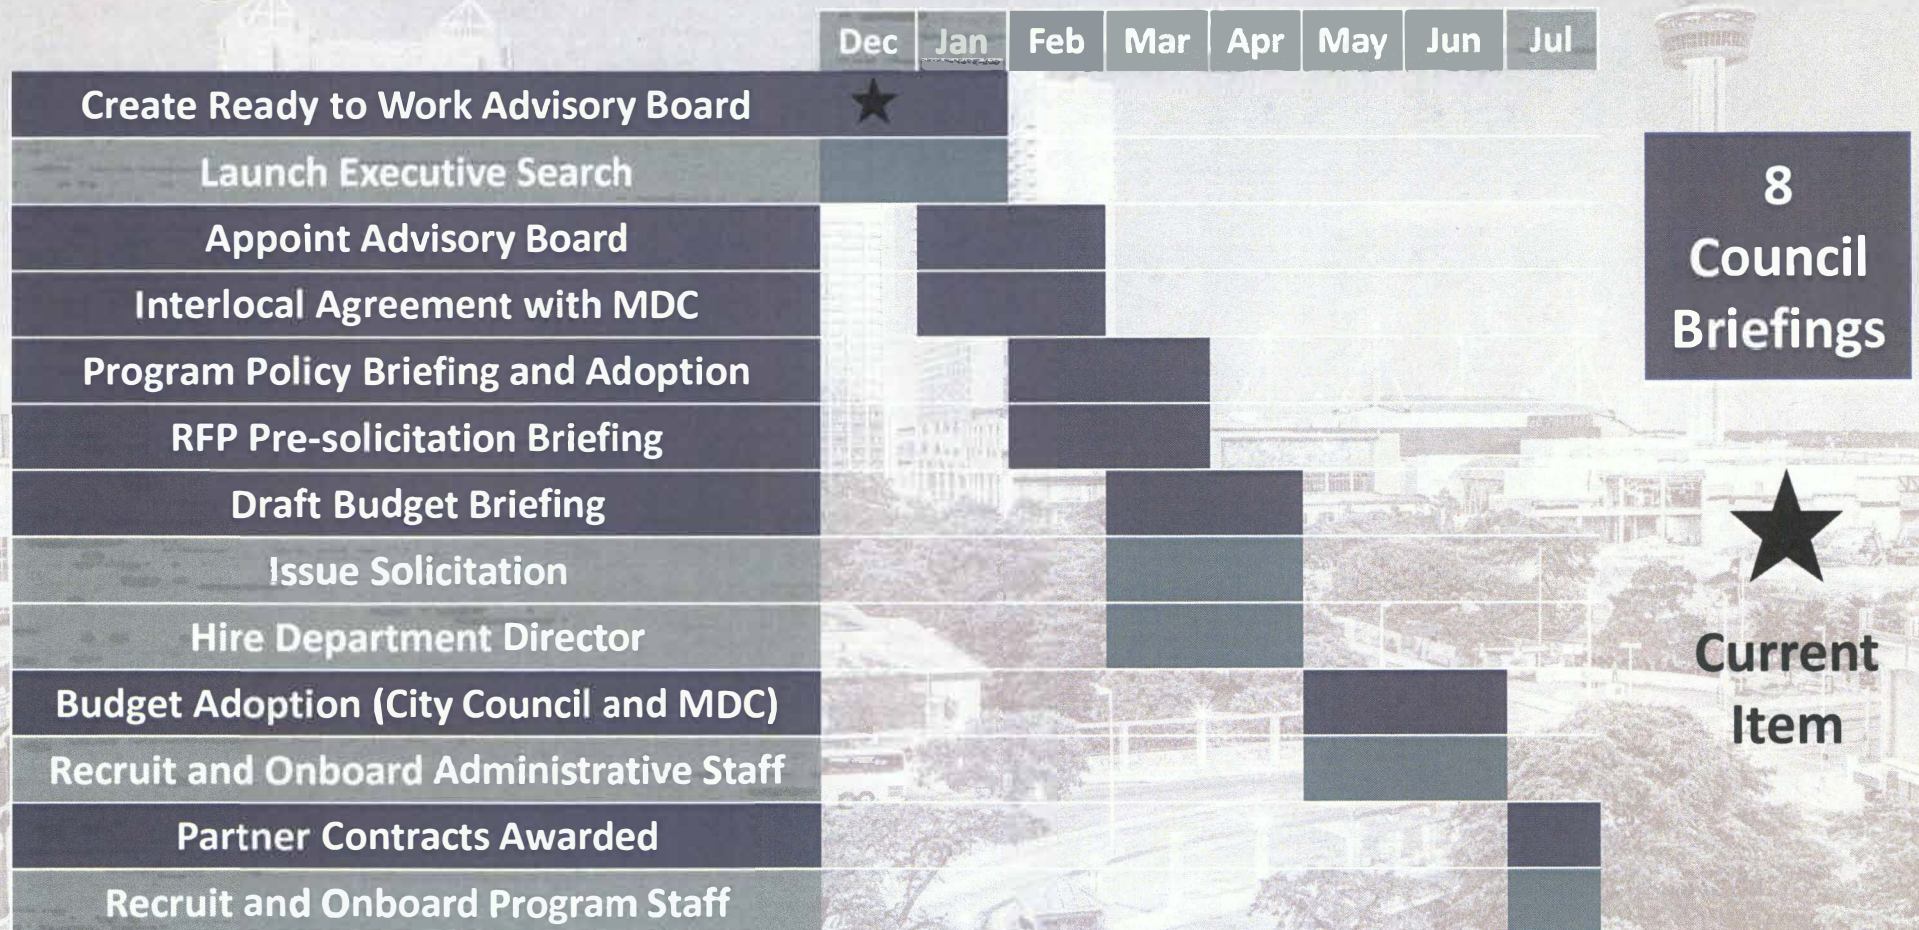 Dec Jan Feb Mar Apr May Jun Jul
Create Ready to Work Advisory Board
Launch Executive Search
Appoint Advisory Board
Interlocal Agreement with MDC
Program Policy Briefing and Adoption
RFP Pre-solicitation Briefing
Draft Budget Briefing
Issue Solicitation
Hire Department Director
Budget Adoption (City Council and MDC)
Recruit and Onboard Administrative Staff
Partner Contracts Awarded
Recruit and Onboard Program Staff
8
Council
Briefings
Current
Item